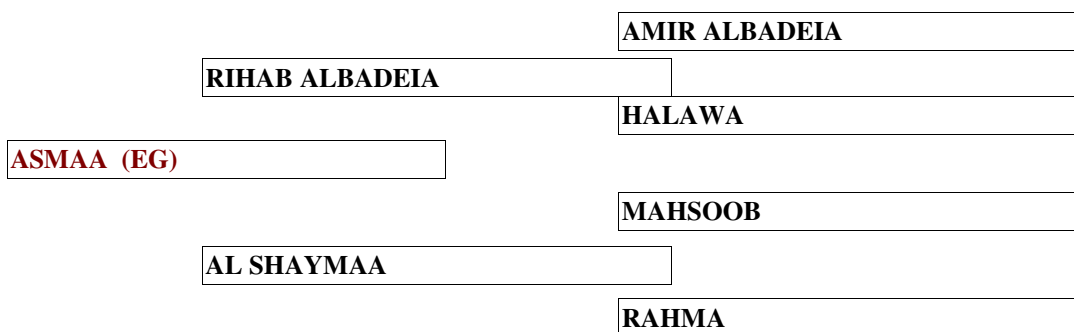 AMIR ALBADEIA
RIHAB ALBADEIA
HALAWA
ASMAA (EG)
MAHSOOB
AL SHAYMAA
RAHMA